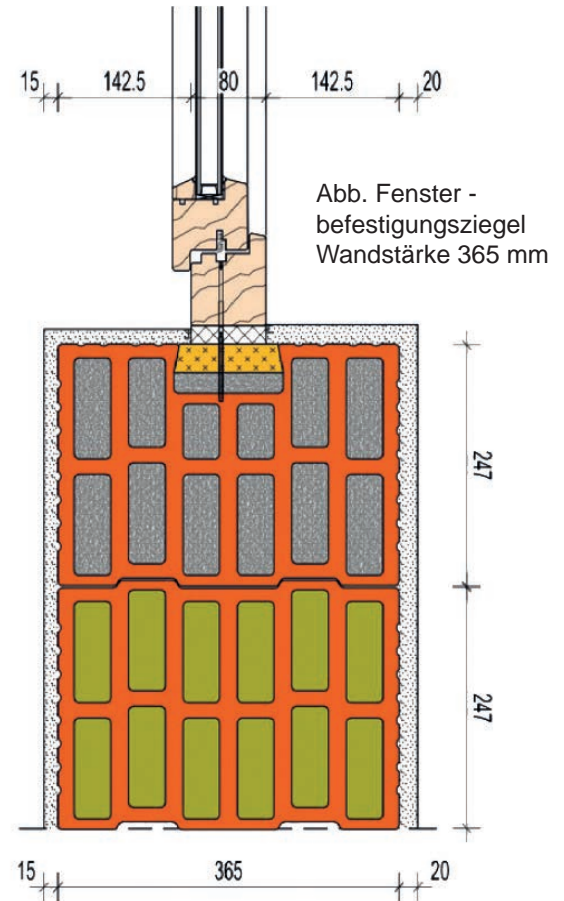 15 142.5 80 142.5 20
Abb. Fenster -
befestigungsziegel
Wandstärke 365 mm
247
247
15 365 20